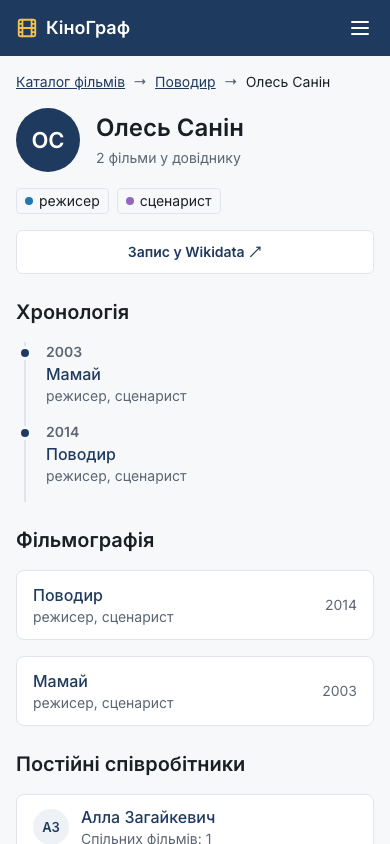 КіноГраф
Каталог фільмів → Поводир → Олесь Санін
ОС
Олесь Санін
2 фільми у довіднику
режисер
сценарист
Запис у Wikidata ↗
Хронологія
2003
Мамай
режисер, сценарист
2014
Поводир
режисер, сценарист
Фільмографія
Поводир
режисер, сценарист
2014
Мамай
режисер, сценарист
2003
Постійні співробітники
АЗ
Алла Загайкевич
Спільних фільмів: 1